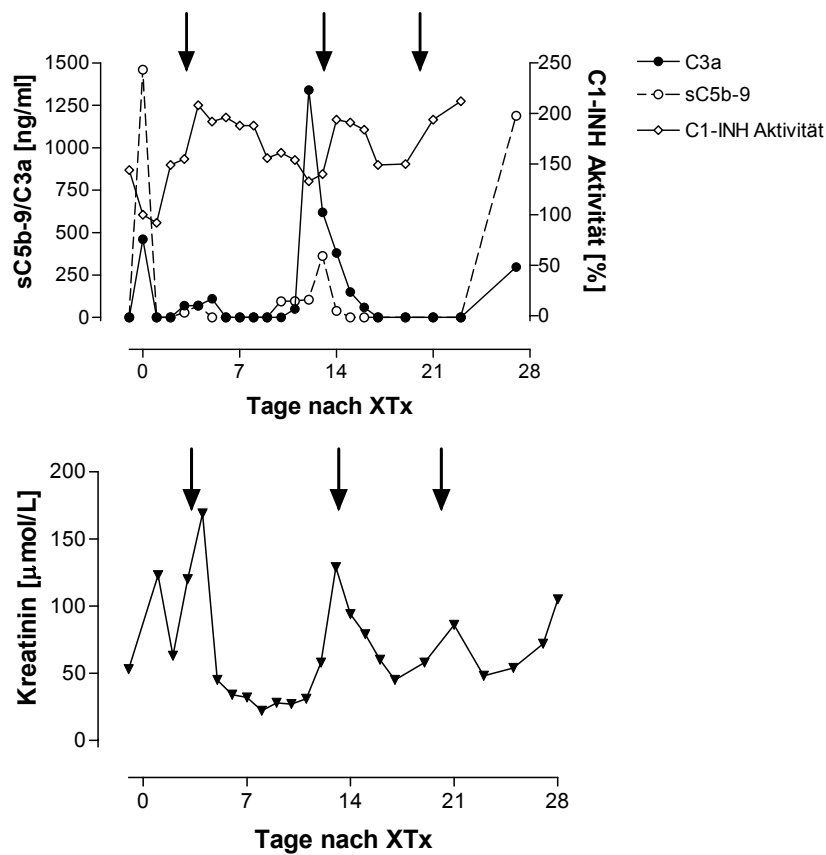 1500
1250
1000
750
500
250
0
sC5b-9/C3a [ng/ml]
250
200
150
100
50
0
C1-INH Aktivität [%]
C3a
sC5b-9
C1-INH Aktivität
0 7 14 21 28
Tage nach XTx
200
150
100
50
0
Kreatinin [µmol/L]
0 7 14 21 28
Tage nach XTx